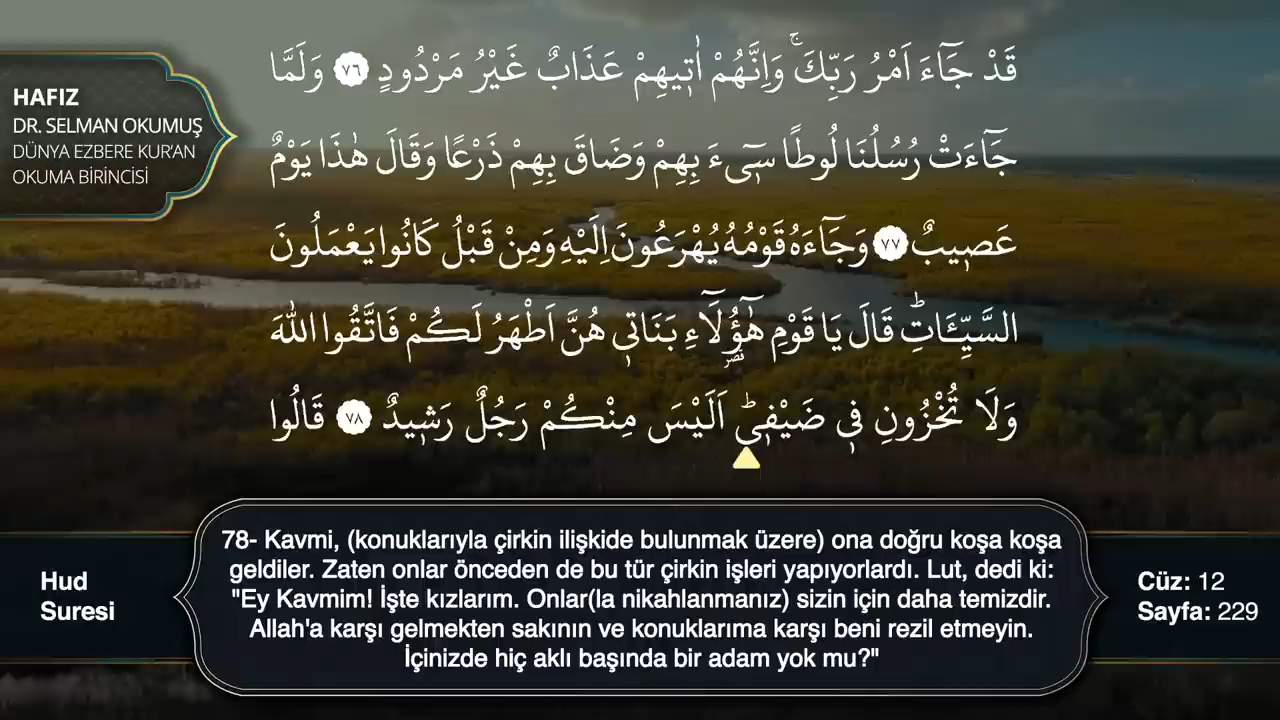 HAFIZ
DR. SELMAN OKUMUŞ
DÜNYA EZBERE KUR'AN
OKUMA BİRİNCİSİ
قَدْ جَٓاءَ اَمْرُ رَبِّكَۚ وَاِنَّهُمْ اٰت۪يهِمْ عَذَابٌ غَيْرُ مَرْدُودٍ ﴿٧٦﴾ وَلَمَّا
جَٓاءَتْ رُسُلُنَا لُوطًا س۪ٓيءَ بِهِمْ وَضَاقَ بِهِمْ ذَرْعًا وَقَالَ هٰذَا يَوْمٌ
عَص۪يبٌ ﴿٧٧﴾ وَجَٓاءَهُ قَوْمُهُ يُهْرَعُونَ اِلَيْهِ وَمِنْ قَبْلُ كَانُوا يَعْمَلُونَ
السَّيِّـَٔاتِۜ قَالَ يَا قَوْمِ هٰٓؤُ۬لَٓاءِ بَنَات۪ي هُنَّ اَطْهَرُ لَكُمْ فَاتَّقُوا اللّٰهَ
وَلَا تُخْزُونِ ف۪ي ضَيْف۪يۜ اَلَيْسَ مِنْكُمْ رَجُلٌ رَش۪يدٌ ﴿٧٨﴾ قَالُوا
Hud
Suresi
78- Kavmi, (konuklarıyla çirkin ilişkide bulunmak üzere) ona doğru koşa koşa
geldiler. Zaten onlar önceden de bu tür çirkin işleri yapıyorlardı. Lut, dedi ki:
"Ey Kavmim! İşte kızlarım. Onlar(la nikahlanmanız) sizin için daha temizdir.
Allah'a karşı gelmekten sakının ve konuklarıma karşı beni rezil etmeyin.
İçinizde hiç aklı başında bir adam yok mu?"
Cüz: 12
Sayfa: 229